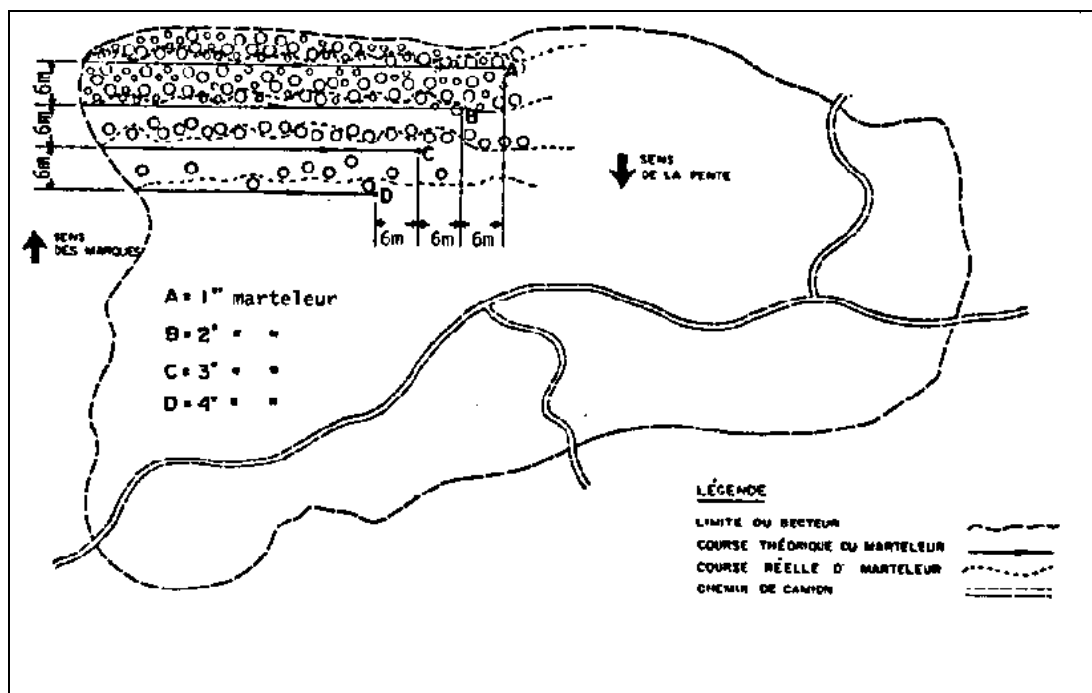 6m
6m
6m
A
B
C
D
6m 6m 6m
SENS
DE LA PENTE
SENS
DES MARQUES
A = 1er marteleur
B = 2e " "
C = 3e " "
D = 4e " "
LÉGENDE
LIMITE DU SECTEUR
COURSE THÉORIQUE DU MARTELEUR
COURSE RÉELLE D' MARTELEUR
CHEMIN DE CAMION